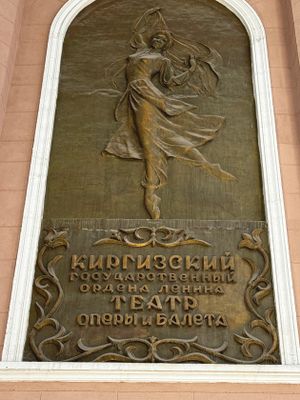 КИРГИЗСКИЙ
ГОСУДАРСТВЕННЫЙ
ОРДЕНА ЛЕНИНА
ТЕАТР
ОПЕРЫ и БАЛЕТА